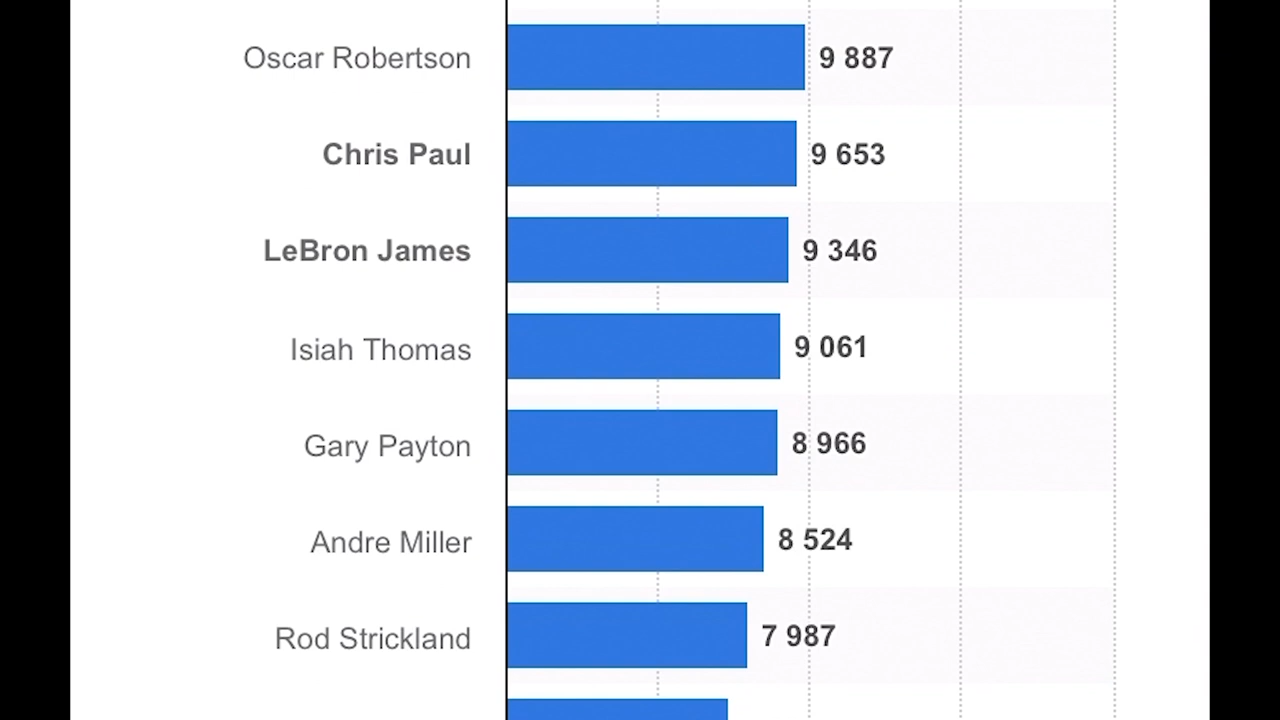 Oscar Robertson 9 887
Chris Paul 9 653
LeBron James 9 346
Isiah Thomas 9 061
Gary Payton 8 966
Andre Miller 8 524
Rod Strickland 7 987